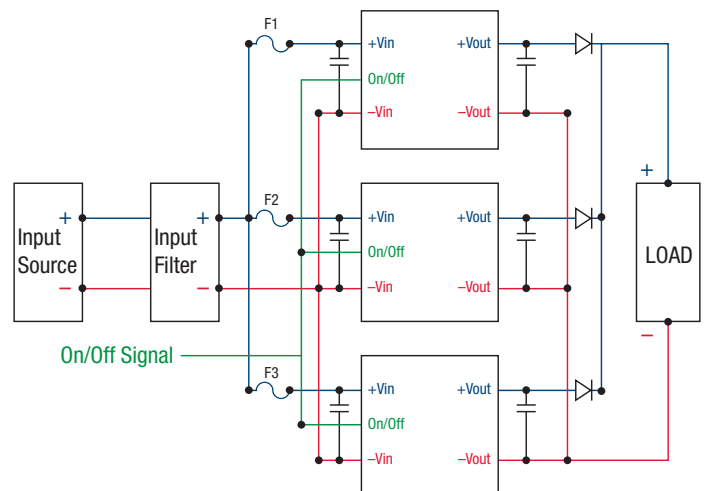 F1
+Vin
+Vout
On/Off
–Vin
–Vout
+
Input
Source
+
–
Input
Filter
+
–
F2
+Vin
+Vout
On/Off
–Vin
–Vout
LOAD
–
On/Off Signal
F3
+Vin
+Vout
On/Off
–Vin
–Vout